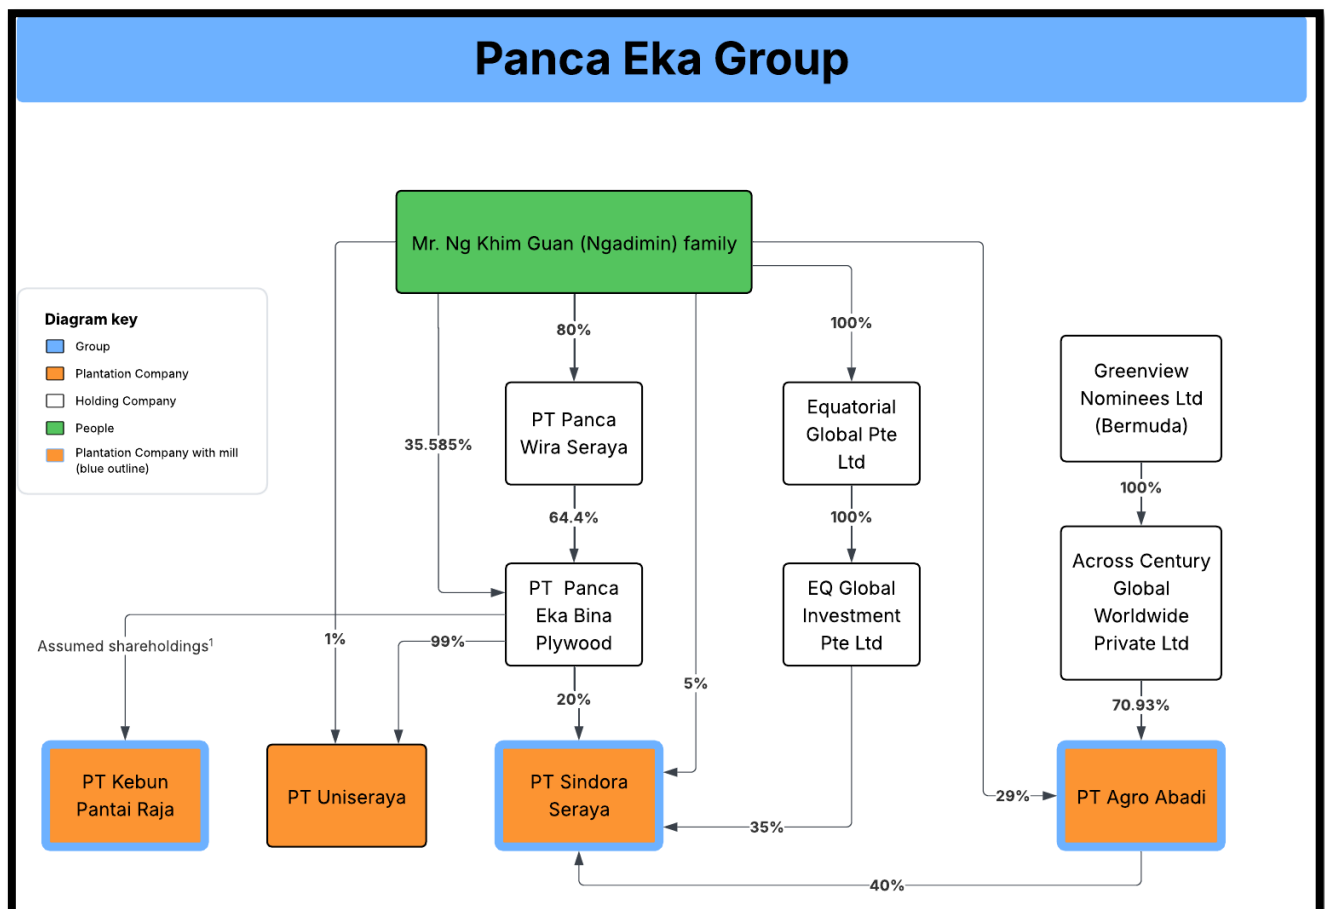 Panca Eka Group
Mr. Ng Khim Guan (Ngadimin) family
Diagram key
Group
Plantation Company
Holding Company
People
Plantation Company with mill
(blue outline)
80%
100%
35.585%
PT Panca
Wira Seraya
Equatorial
Global Pte
Ltd
Greenview
Nominees Ltd
(Bermuda)
64.4%
100%
100%
PT Panca
Eka Bina
Plywood
EQ Global
Investment
Pte Ltd
Across Century
Global
Worldwide
Private Ltd
Assumed shareholdings¹
1%
99%
20%
5%
70.93%
PT Kebun
Pantai Raja
PT Uniseraya
PT Sindora
Seraya
35%
29%
PT Agro Abadi
40%